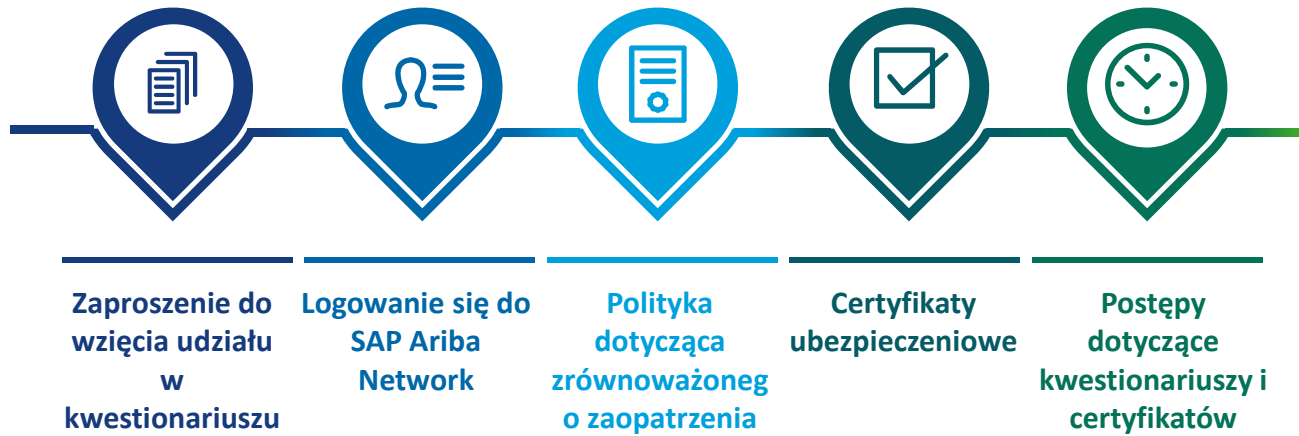 Zaproszenie do
wzięcia udziału
w
kwestionariuszu
Logowanie się do
SAP Ariba
Network
Polityka
dotycząca
zrównoważoneg
o zaopatrzenia
Certyfikaty
ubezpieczeniowe
Postępy
dotyczące
kwestionariuszy i
certyfikatów